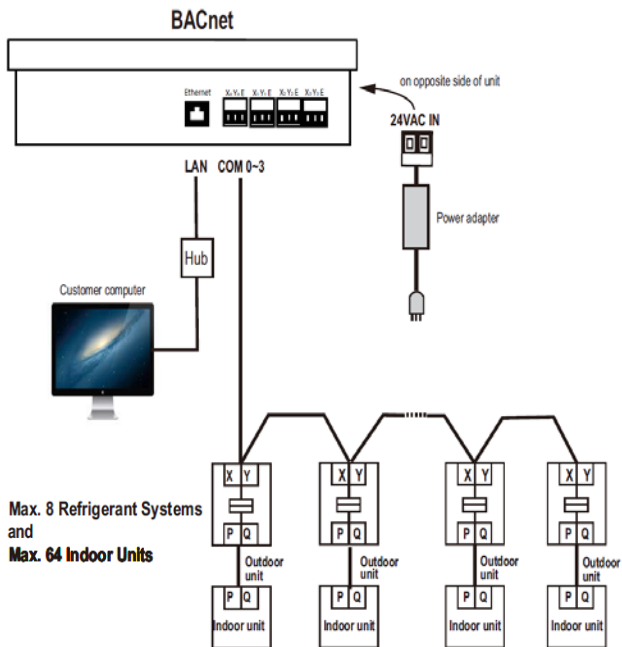 BACnet
on opposite side of unit
Ethernet
X₀Y₀E X₁Y₁E X₂Y₂E X₃Y₃E
24VAC IN
LAN COM 0~3
Power adapter
Hub
Customer computer
X Y X Y X Y X Y
Max. 8 Refrigerant Systems
and
Max. 64 Indoor Units
P Q P Q P Q P Q
Outdoor
unit
Outdoor
unit
Outdoor
unit
Outdoor
unit
P Q P Q P Q P Q
Indoor unit Indoor unit Indoor unit Indoor unit